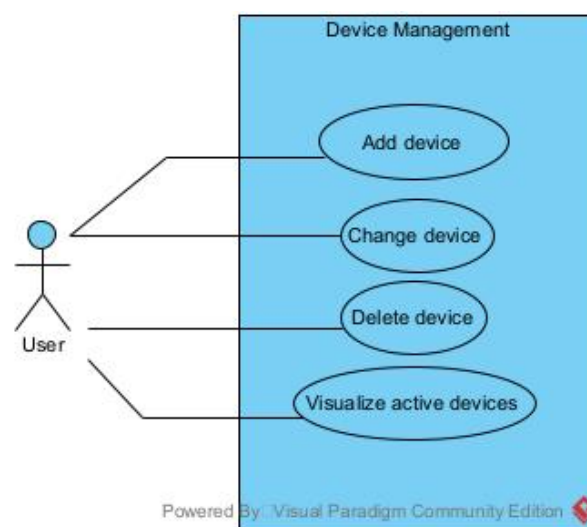 Device Management
Add device
Change device
Delete device
User
Visualize active devices
Powered By Visual Paradigm Community Edition